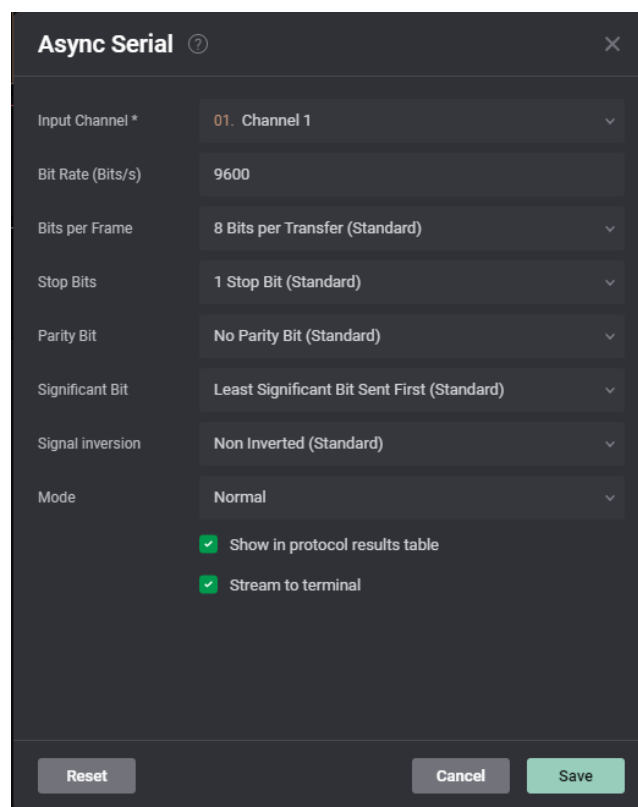 Async Serial ?
Input Channel * 01. Channel 1
Bit Rate (Bits/s) 9600
Bits per Frame 8 Bits per Transfer (Standard)
Stop Bits 1 Stop Bit (Standard)
Parity Bit No Parity Bit (Standard)
Significant Bit Least Significant Bit Sent First (Standard)
Signal inversion Non Inverted (Standard)
Mode Normal
Show in protocol results table
Stream to terminal
Reset Cancel Save